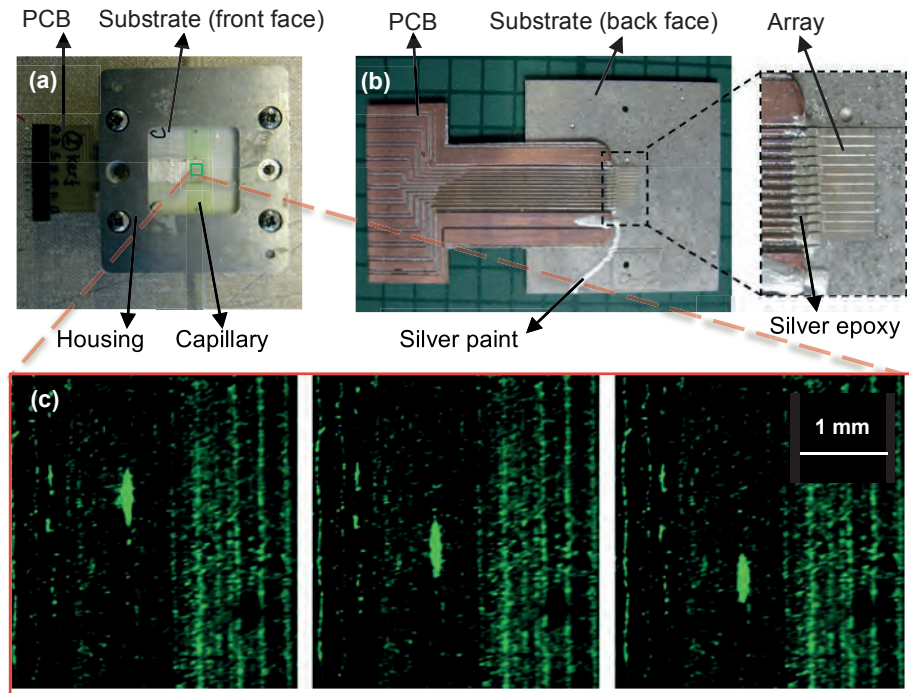 PCB
Substrate (front face)
PCB
Substrate (back face)
Array
(a)
(b)
Housing
Capillary
Silver paint
Silver epoxy
(c)
1 mm